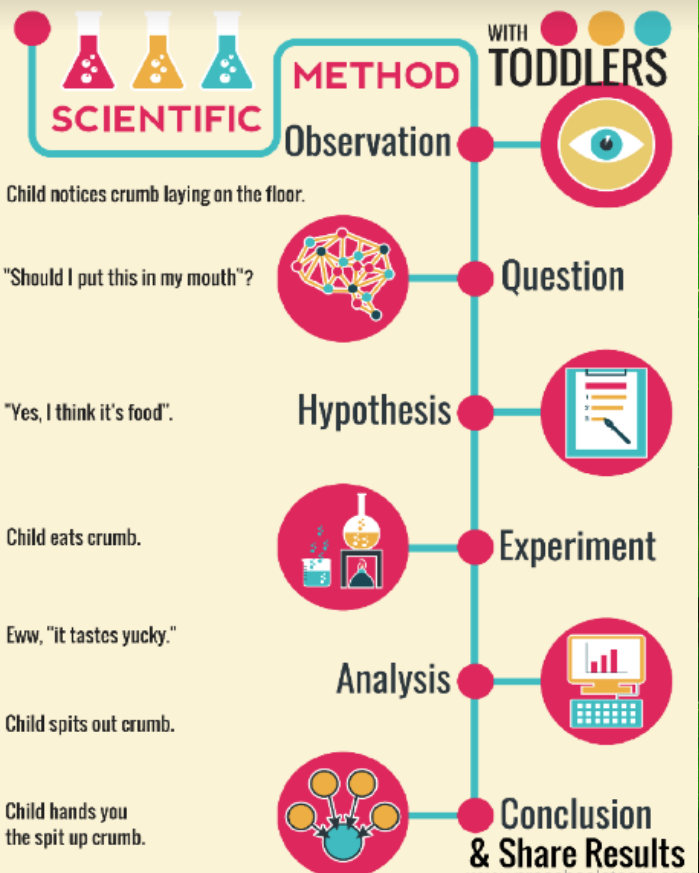 SCIENTIFIC
METHOD
WITH
TODDLERS
Observation
Child notices crumb laying on the floor.
"Should I put this in my mouth"?
Question
"Yes, I think it's food".
Hypothesis
Child eats crumb.
Experiment
Eww, "it tastes yucky."
Analysis
Child spits out crumb.
Child hands you
the spit up crumb.
Conclusion
& Share Results